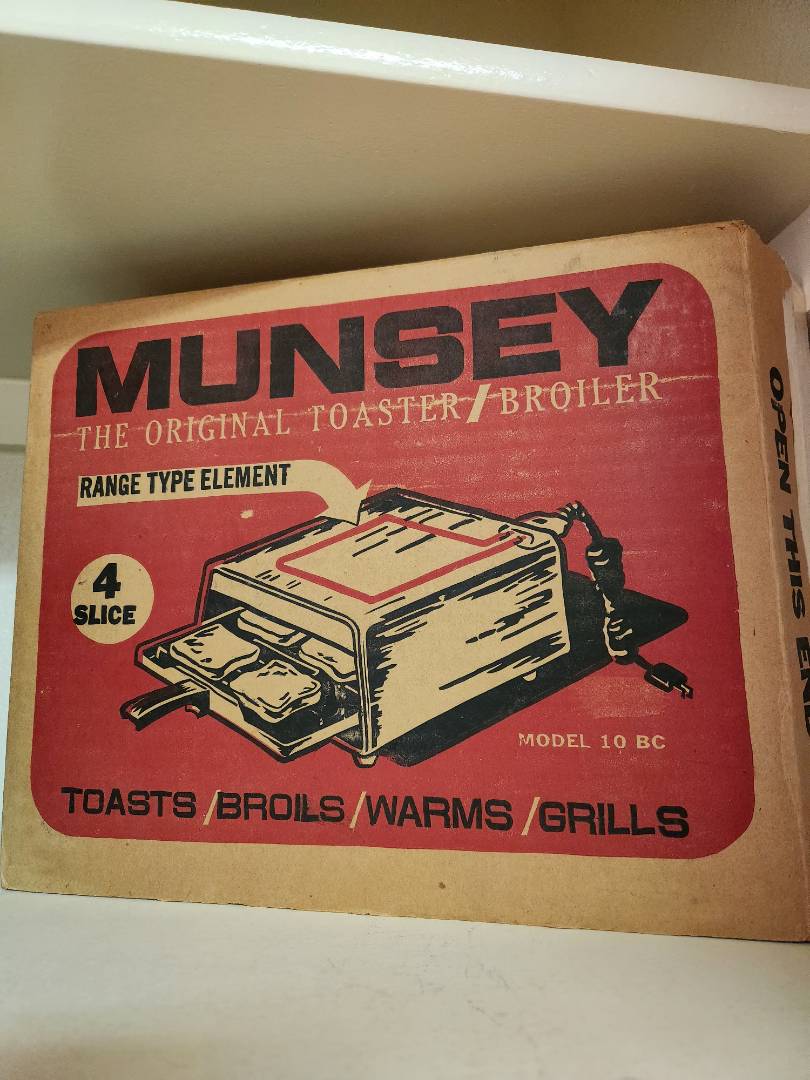 MUNSEY
THE ORIGINAL TOASTER/BROILER
RANGE TYPE ELEMENT
4
SLICE
MODEL 10 BC
TOASTS/BROILS/WARMS/GRILLS
OPEN THIS END